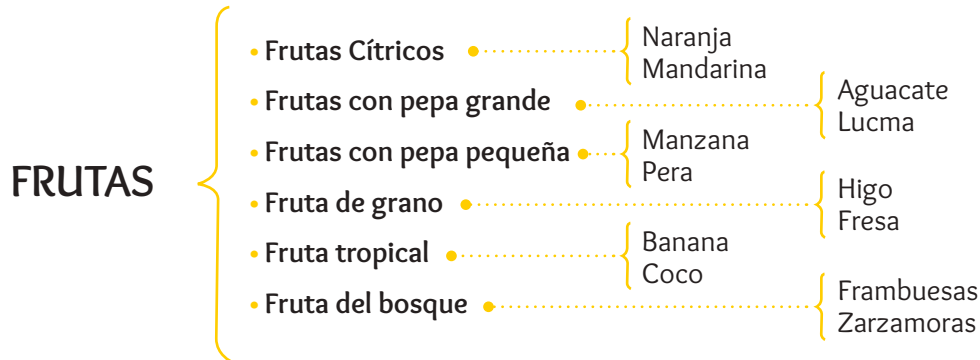 FRUTAS
• Frutas Cítricos
Naranja
Mandarina
• Frutas con pepa grande
Aguacate
Lucma
• Frutas con pepa pequeña
Manzana
Pera
• Fruta de grano
Higo
Fresa
• Fruta tropical
Banana
Coco
• Fruta del bosque
Frambuesas
Zarzamoras